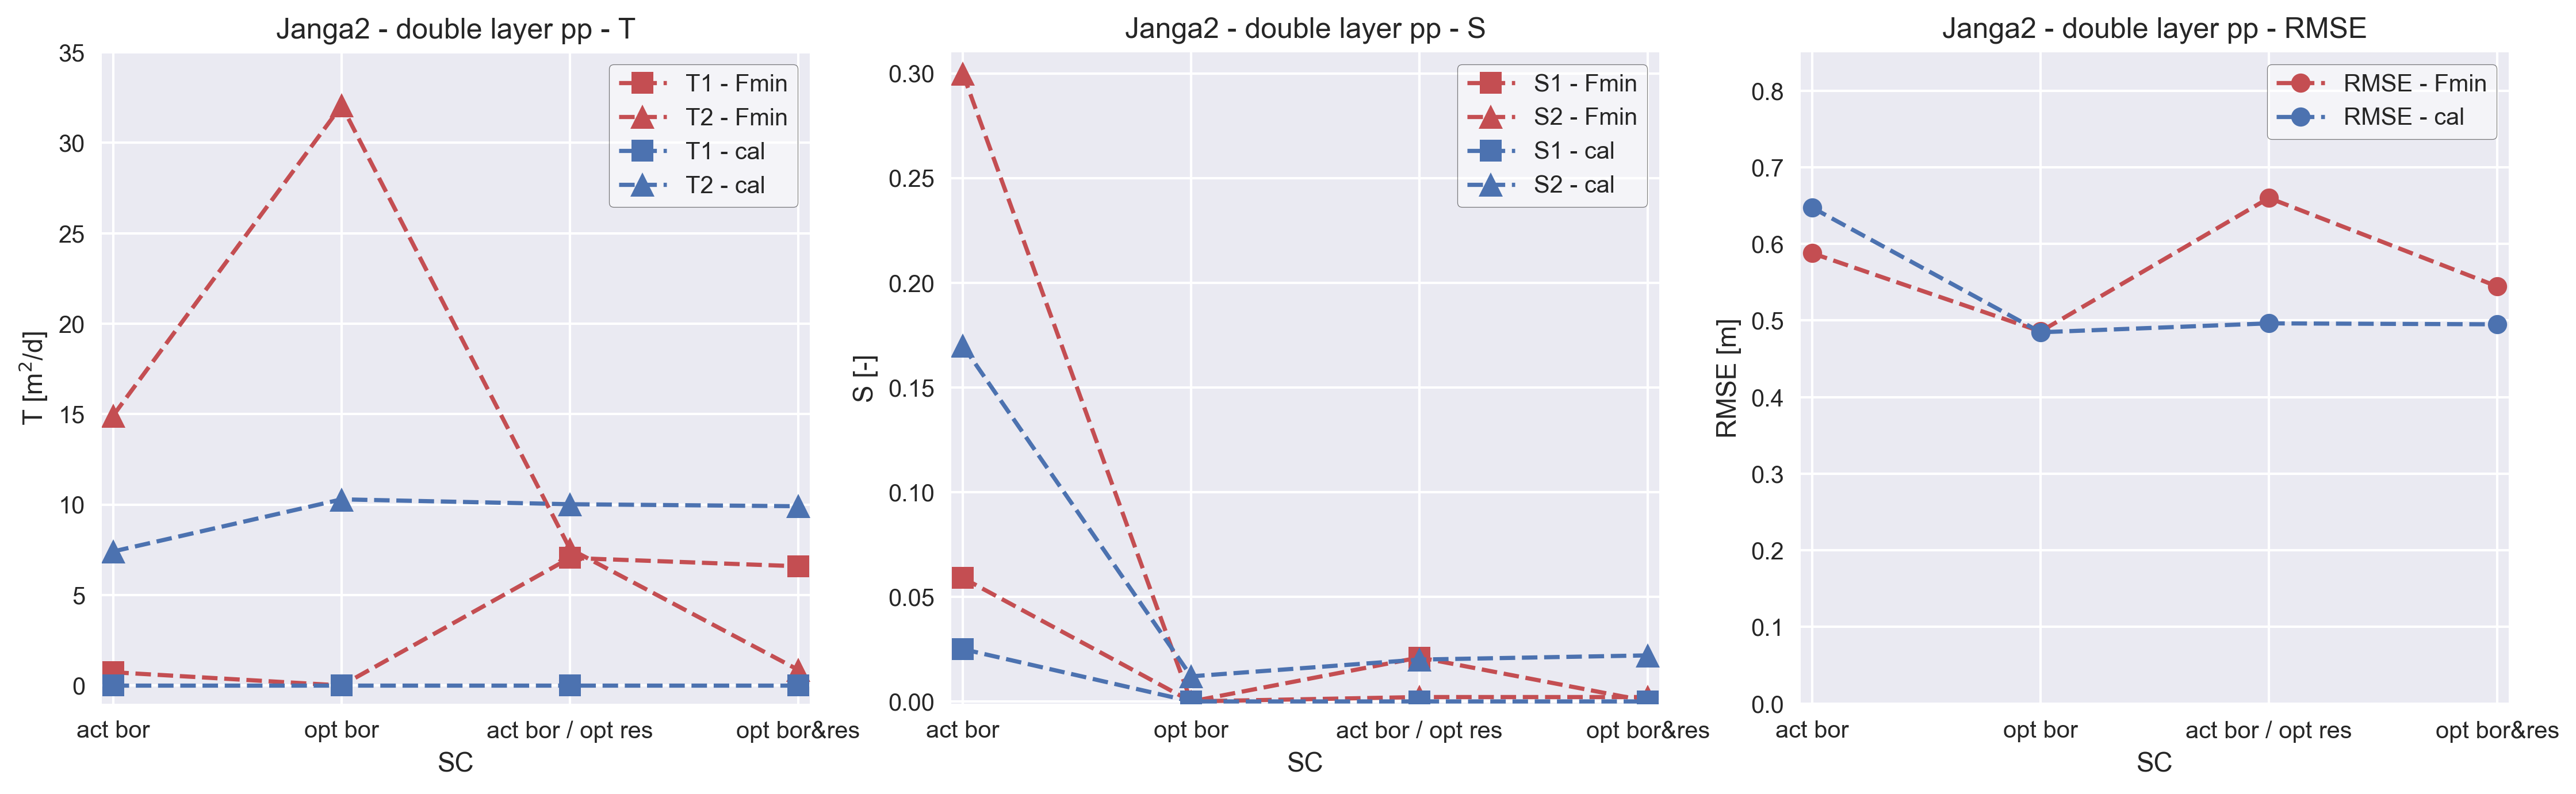 Janga2 - double layer pp - T
35
30
25
20
15
10
5
0
T [m²/d]
T1 - Fmin
T2 - Fmin
T1 - cal
T2 - cal
act bor
opt bor
act bor / opt res
opt bor&res
SC
Janga2 - double layer pp - S
0.30
0.25
0.20
0.15
0.10
0.05
0.00
S [-]
S1 - Fmin
S2 - Fmin
S1 - cal
S2 - cal
act bor
opt bor
act bor / opt res
opt bor&res
SC
Janga2 - double layer pp - RMSE
0.8
0.7
0.6
0.5
0.4
0.3
0.2
0.1
0.0
RMSE [m]
RMSE - Fmin
RMSE - cal
act bor
opt bor
act bor / opt res
opt bor&res
SC